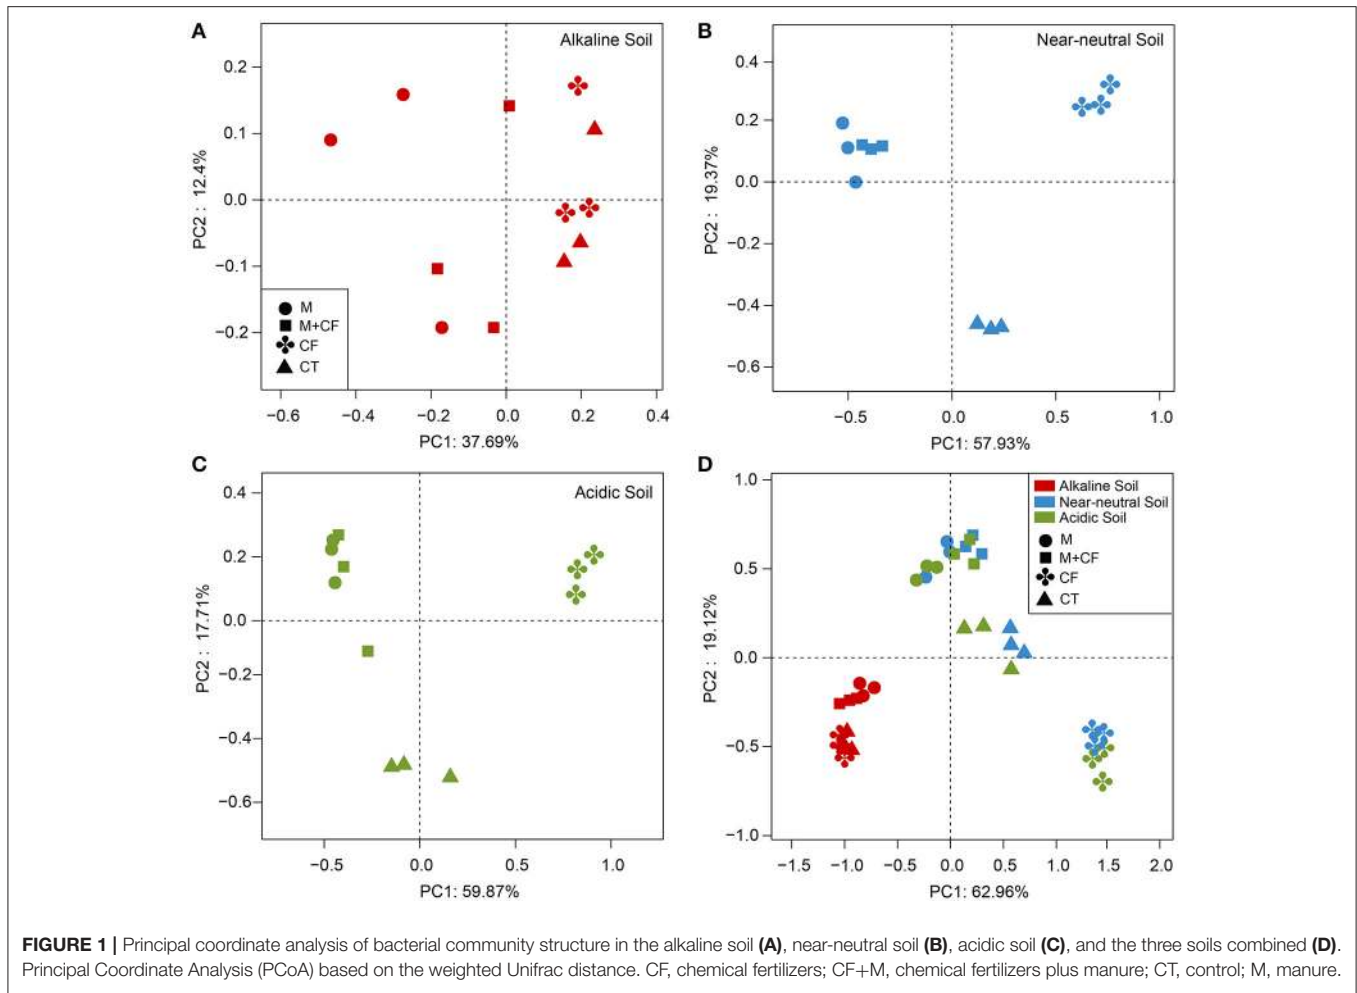 A
Alkaline Soil
0.2
0.1
0.0
−0.1
−0.2
PC2 : 12.4%
M
M+CF
CF
CT
−0.6
−0.4
−0.2
0.0
0.2
0.4
PC1: 37.69%
B
Near-neutral Soil
0.4
0.2
0.0
−0.2
−0.4
−0.6
PC2 : 19.37%
−0.5
0.0
0.5
1.0
PC1: 57.93%
C
Acidic Soil
0.4
0.2
0.0
−0.2
−0.4
−0.6
PC2 : 17.71%
−0.5
0.0
0.5
1.0
PC1: 59.87%
D
Alkaline Soil
Near-neutral Soil
Acidic Soil
M
M+CF
CF
CT
1.0
0.5
0.0
−0.5
−1.0
PC2 : 19.12%
−1.5
−1.0
−0.5
0.0
0.5
1.0
1.5
2.0
PC1: 62.96%
FIGURE 1 | Principal coordinate analysis of bacterial community structure in the alkaline soil (A), near-neutral soil (B), acidic soil (C), and the three soils combined (D).
Principal Coordinate Analysis (PCoA) based on the weighted Unifrac distance. CF, chemical fertilizers; CF+M, chemical fertilizers plus manure; CT, control; M, manure.